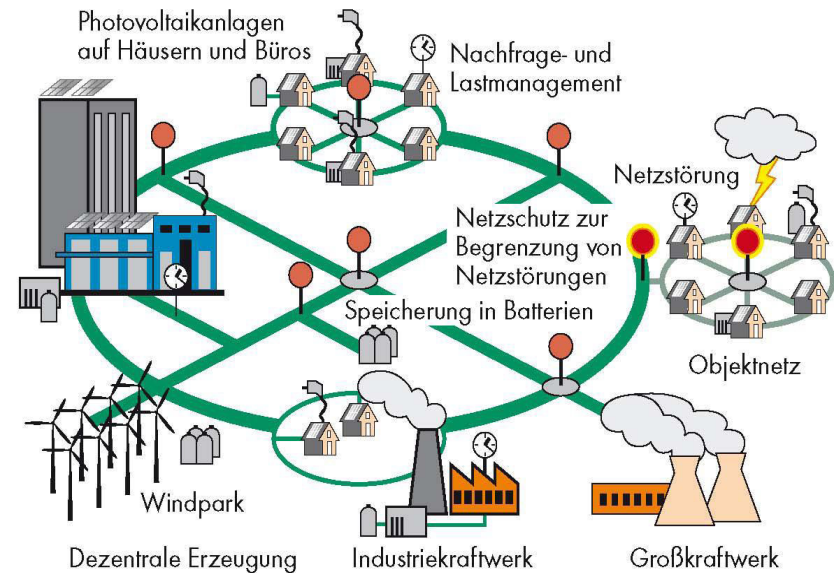 Photovoltaikanlagen
auf Häusern und Büros
Nachfrage- und
Lastmanagement
Netzstörung
Netzschutz zur
Begrenzung von
Netzstörungen
Speicherung in Batterien
Objektnetz
Windpark
Dezentrale Erzeugung
Industriekraftwerk
Großkraftwerk